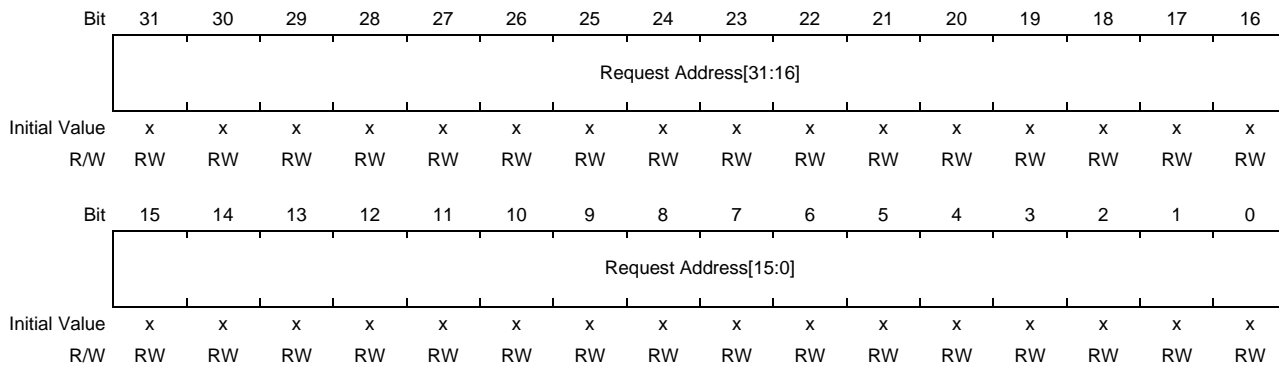 Bit 31 30 29 28 27 26 25 24 23 22 21 20 19 18 17 16
Request Address[31:16]
Initial Value x x x x x x x x x x x x x x x x
R/W RW RW RW RW RW RW RW RW RW RW RW RW RW RW RW RW
Bit 15 14 13 12 11 10 9 8 7 6 5 4 3 2 1 0
Request Address[15:0]
Initial Value x x x x x x x x x x x x x x x x
R/W RW RW RW RW RW RW RW RW RW RW RW RW RW RW RW RW